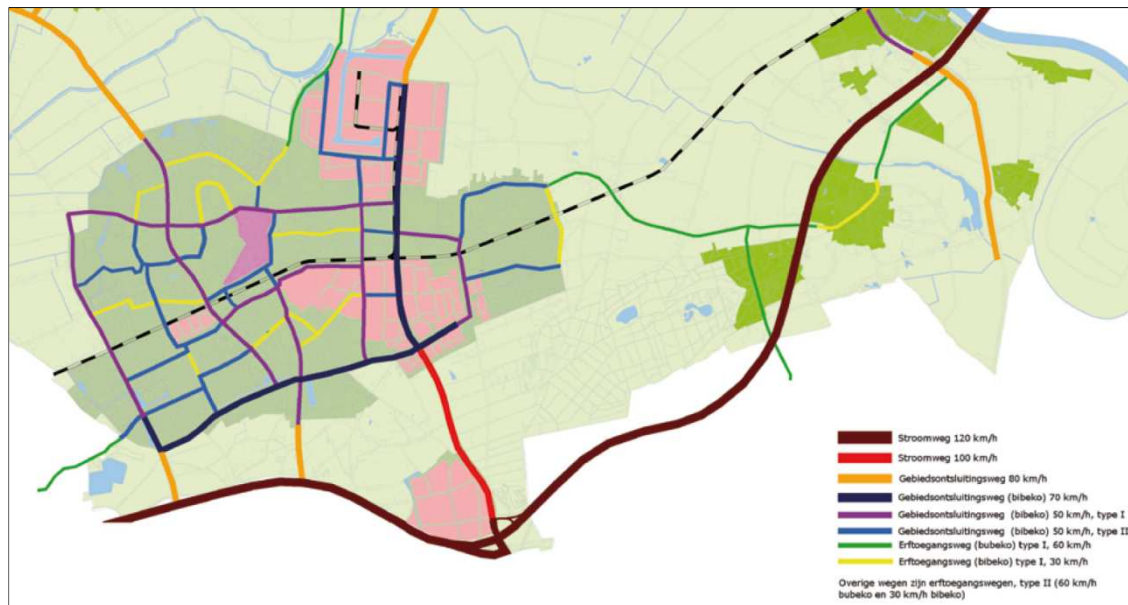 Stroomweg 120 km/h
Stroomweg 100 km/h
Gebiedsontsluitingsweg 80 km/h
Gebiedsontsluitingsweg (bibeko) 70 km/h
Gebiedsontsluitingsweg (bibeko) 50 km/h, type I
Gebiedsontsluitingsweg (bibeko) 50 km/h, type II
Erftoegangsweg (bubeko) type I, 60 km/h
Erftoegangsweg (bibeko) type I, 30 km/h
Overige wegen zijn erftoegangswegen, type II (60 km/h
bubeko en 30 km/h bibeko)